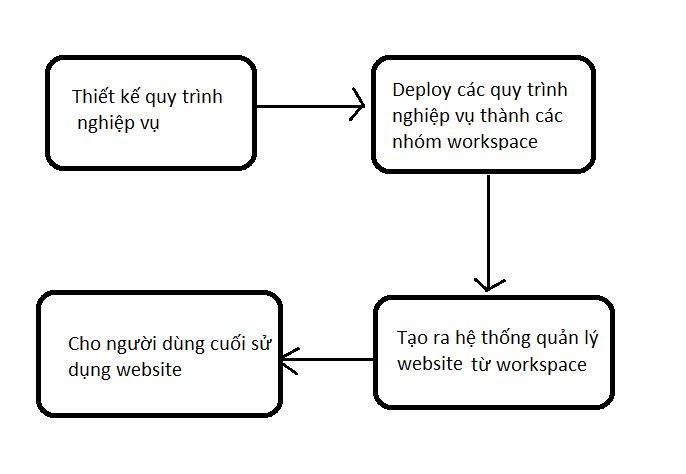 Thiết kế quy trình
nghiệp vụ
Deploy các quy trình
nghiệp vụ thành các
nhóm workspace
Tạo ra hệ thống quản lý
website từ workspace
Cho người dùng cuối sử
dụng website